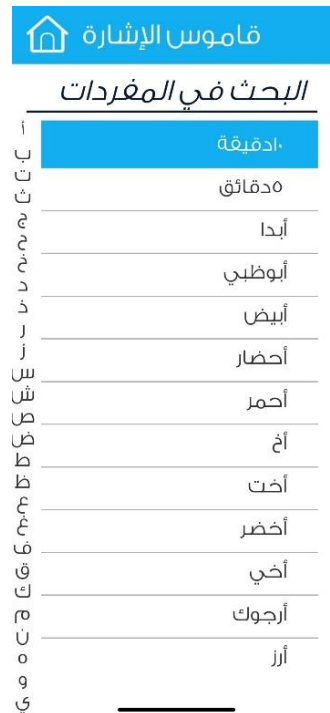 قاموس الإشارة
البحث في المفردات
١٠دقيقة
٥دقائق
أبدا
أبوظبي
أبيض
أحضار
أحمر
أخ
أخت
أخضر
أخي
أرجوك
أرز
أ
ب
ت
ث
ج
ح
خ
د
ذ
ر
ز
س
ش
ص
ض
ط
ظ
ع
غ
ف
ق
ك
م
ن
ه
و
ي